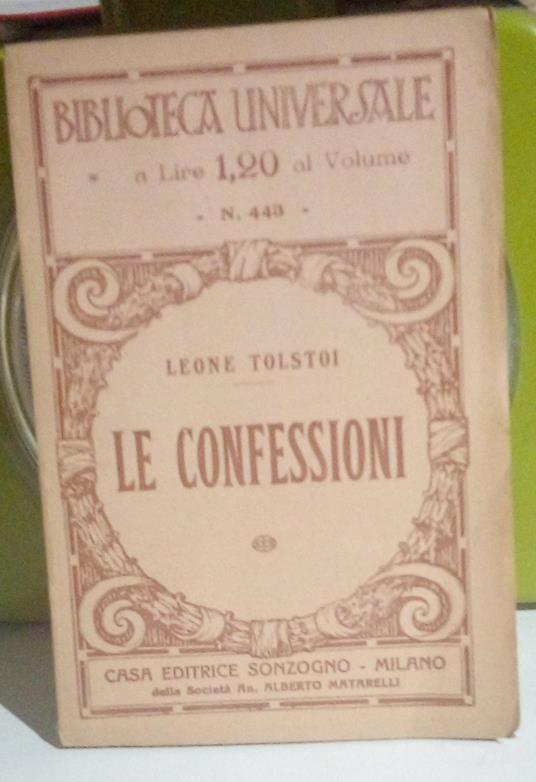 BIBLIOTECA UNIVERSALE
a Lire 1,20 al Volume
- N. 443 -
LEONE TOLSTOI
LE CONFESSIONI
CASA EDITRICE SONZOGNO - MILANO
della Società An. ALBERTO MATARELLI